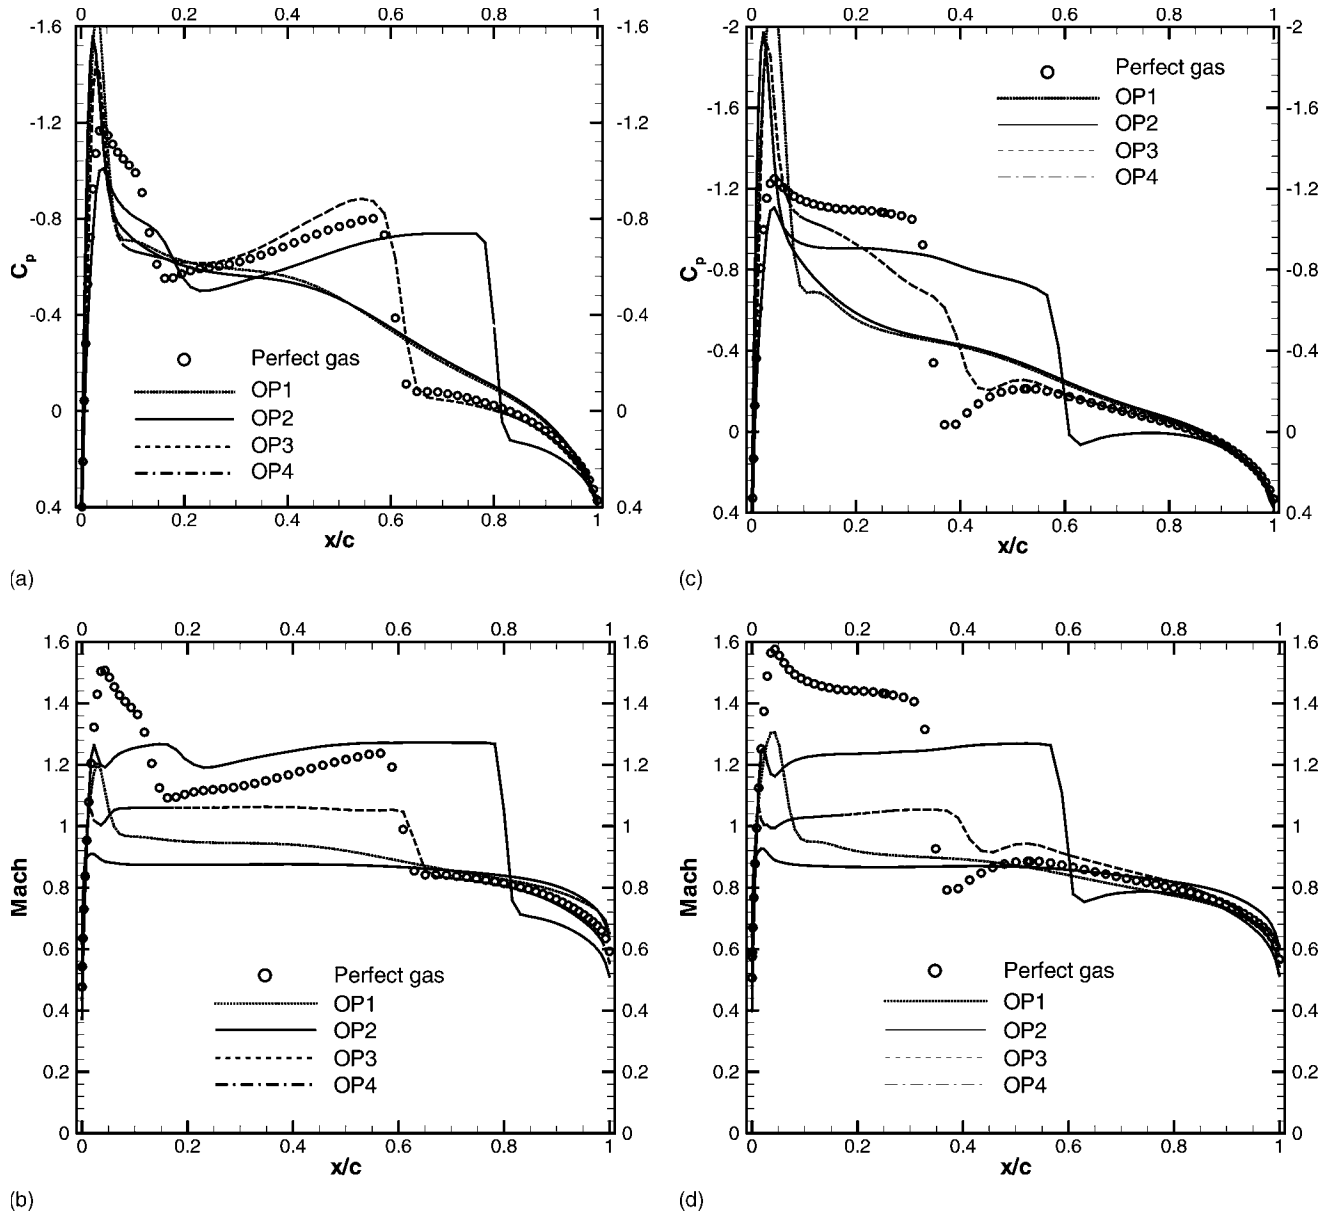 0 0.2 0.4 0.6 0.8 1
-1.6 -1.6
-1.2 -1.2
-0.8 -0.8
Cp
-0.4 -0.4
0 0
0.4 0.4
Perfect gas
OP1
OP2
OP3
OP4
0 0.2 0.4 0.6 0.8 1
x/c
(a)
0 0.2 0.4 0.6 0.8 1
-2 -2
-1.6 -1.6
-1.2 -1.2
-0.8 -0.8
Cp
-0.4 -0.4
0 0
0.4 0.4
Perfect gas
OP1
OP2
OP3
OP4
0 0.2 0.4 0.6 0.8 1
x/c
(c)
0 0.2 0.4 0.6 0.8 1
1.6 1.6
1.4 1.4
1.2 1.2
1 1
Mach
0.8 0.8
0.6 0.6
0.4 0.4
0.2 0.2
0 0
Perfect gas
OP1
OP2
OP3
OP4
0 0.2 0.4 0.6 0.8 1
x/c
(b)
0 0.2 0.4 0.6 0.8 1
1.6 1.6
1.4 1.4
1.2 1.2
1 1
Mach
0.8 0.8
0.6 0.6
0.4 0.4
0.2 0.2
0 0
Perfect gas
OP1
OP2
OP3
OP4
0 0.2 0.4 0.6 0.8 1
x/c
(d)